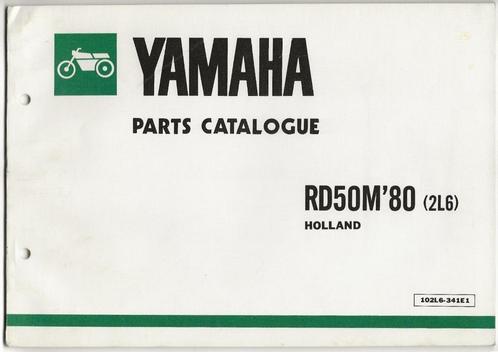 YAMAHA
PARTS CATALOGUE
RD50M'80 (2L6)
HOLLAND
102L6-341E1